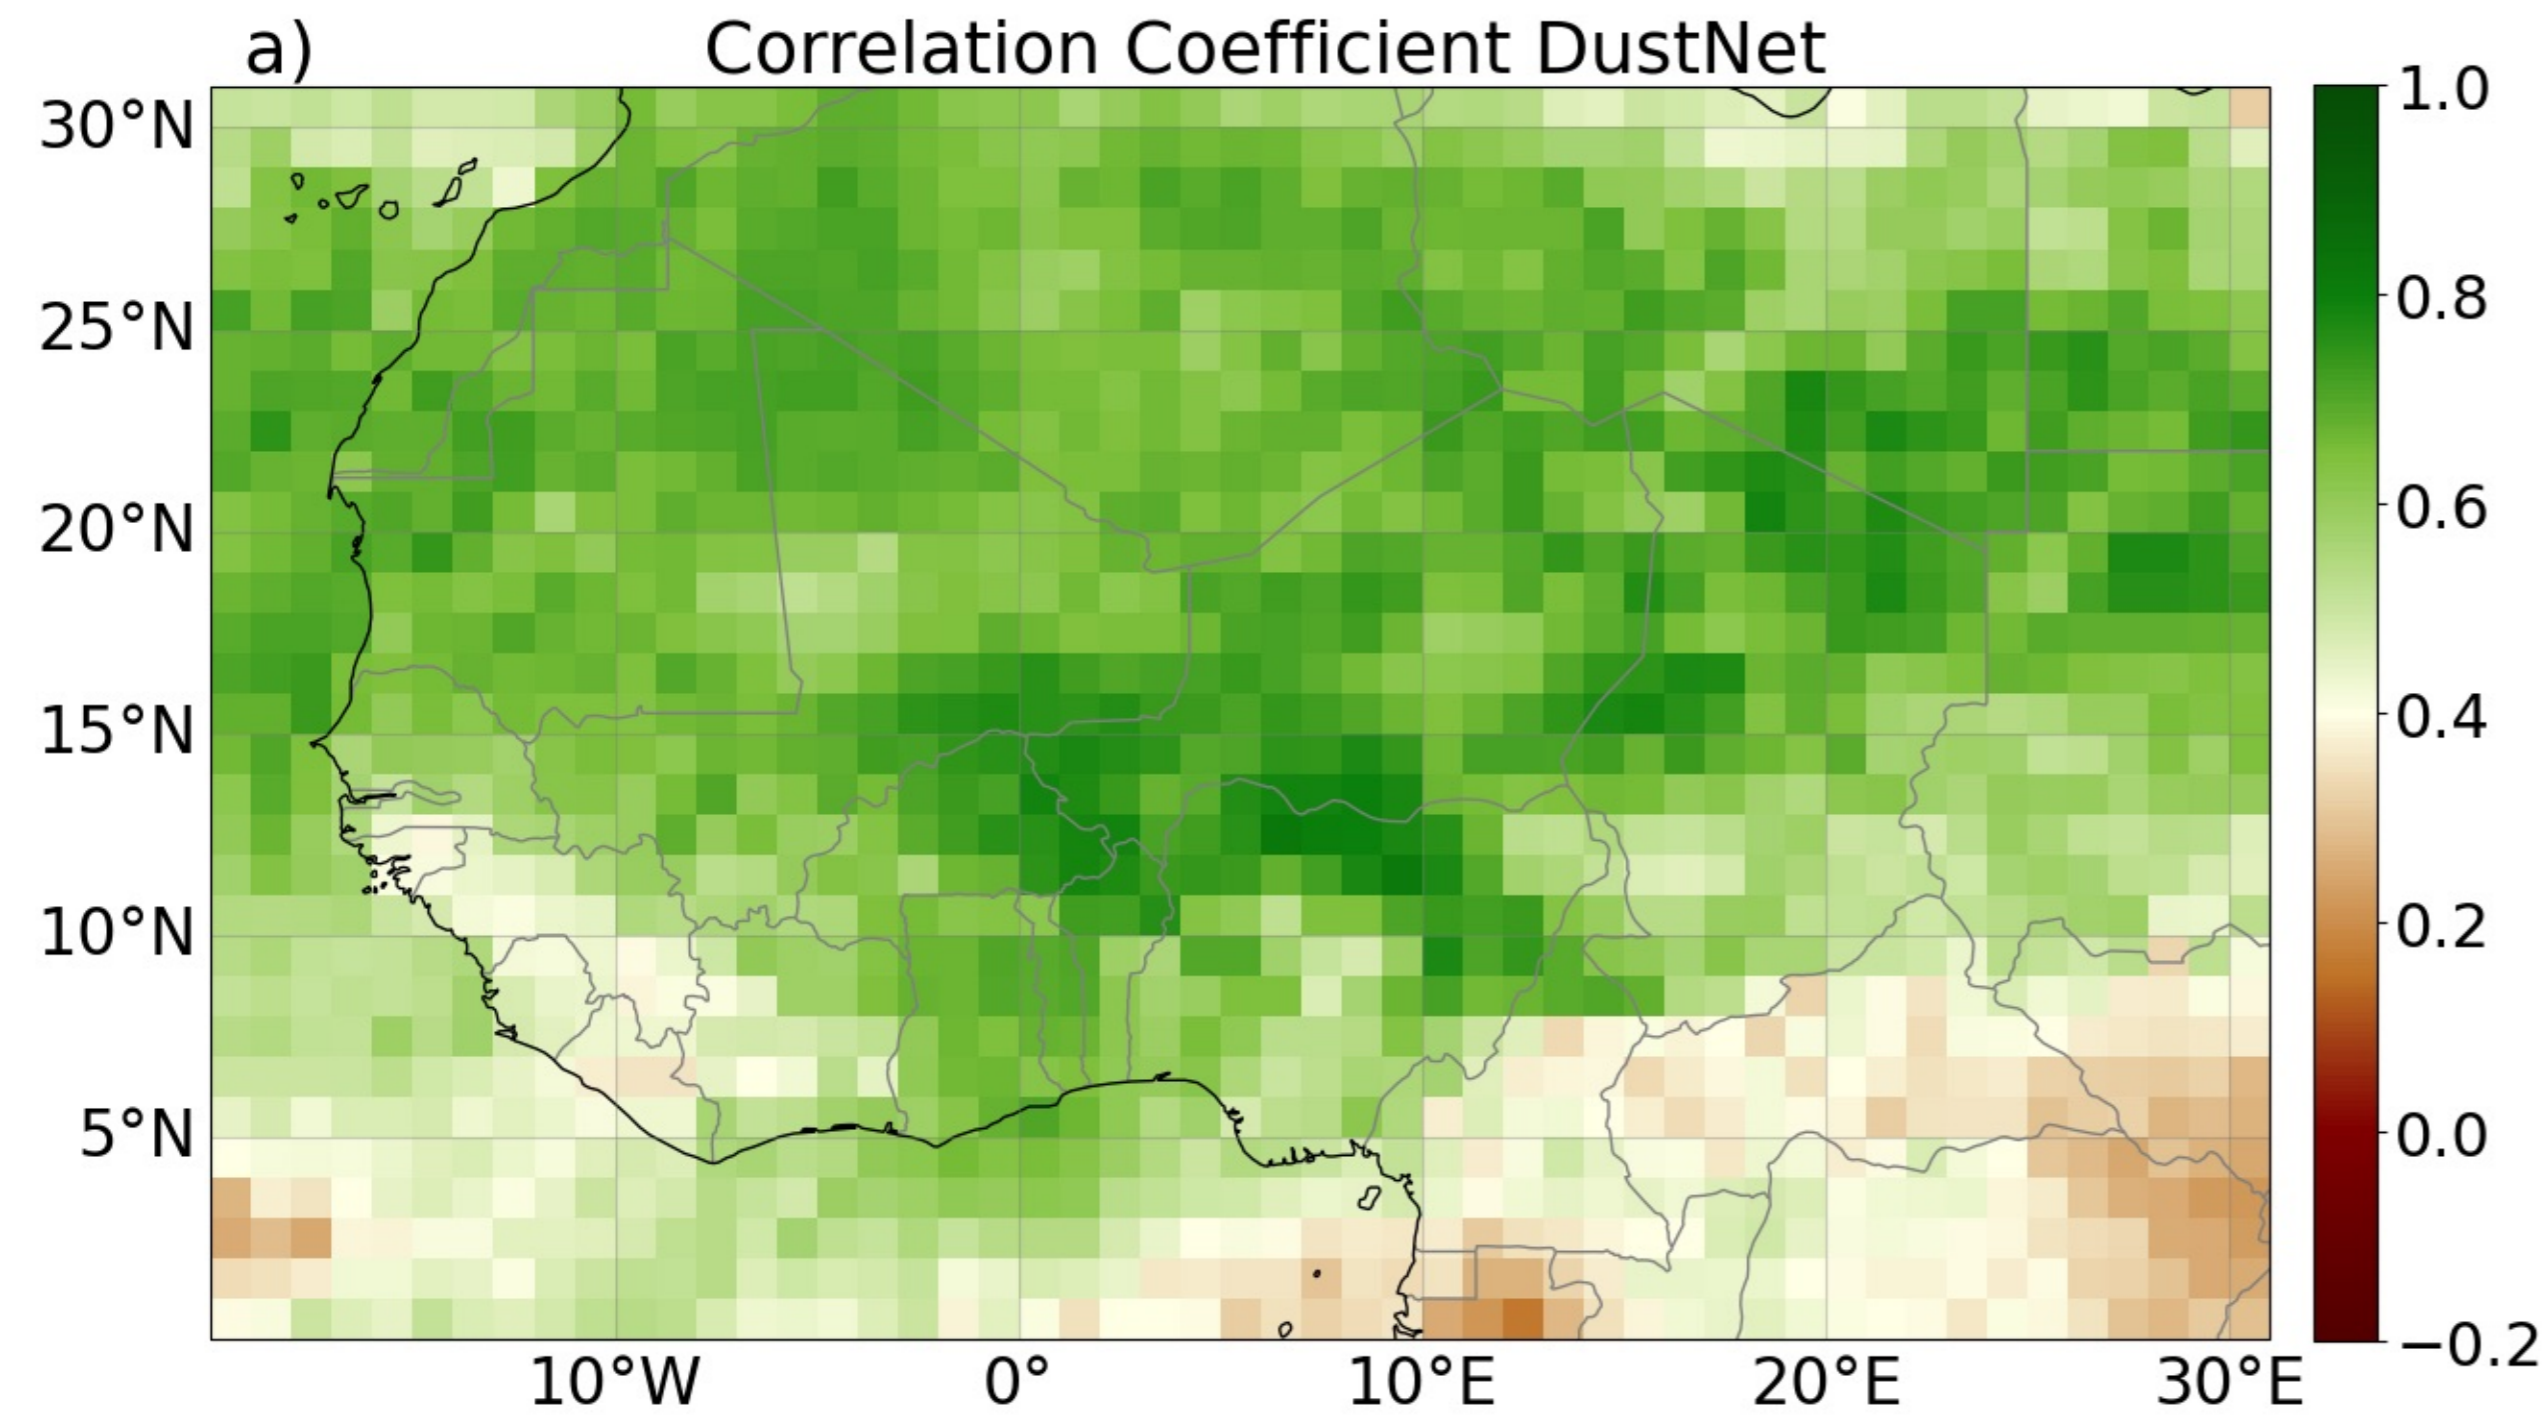 a) Correlation Coefficient DustNet
30°N
25°N
20°N
15°N
10°N
5°N
10°W 0° 10°E 20°E 30°E
1.0
0.8
0.6
0.4
0.2
0.0
−0.2